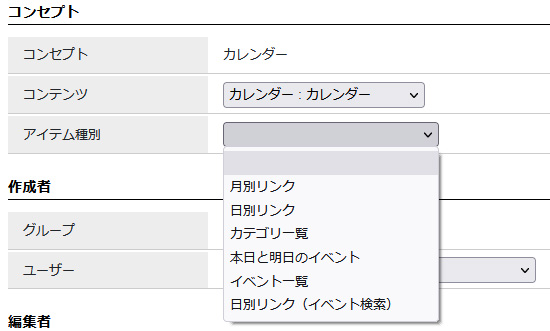 コンセプト
コンセプト カレンダー
コンテンツ カレンダー : カレンダー
アイテム種別
月別リンク
日別リンク
カテゴリ一覧
本日と明日のイベント
イベント一覧
日別リンク（イベント検索）
作成者
グループ
ユーザー
編集者